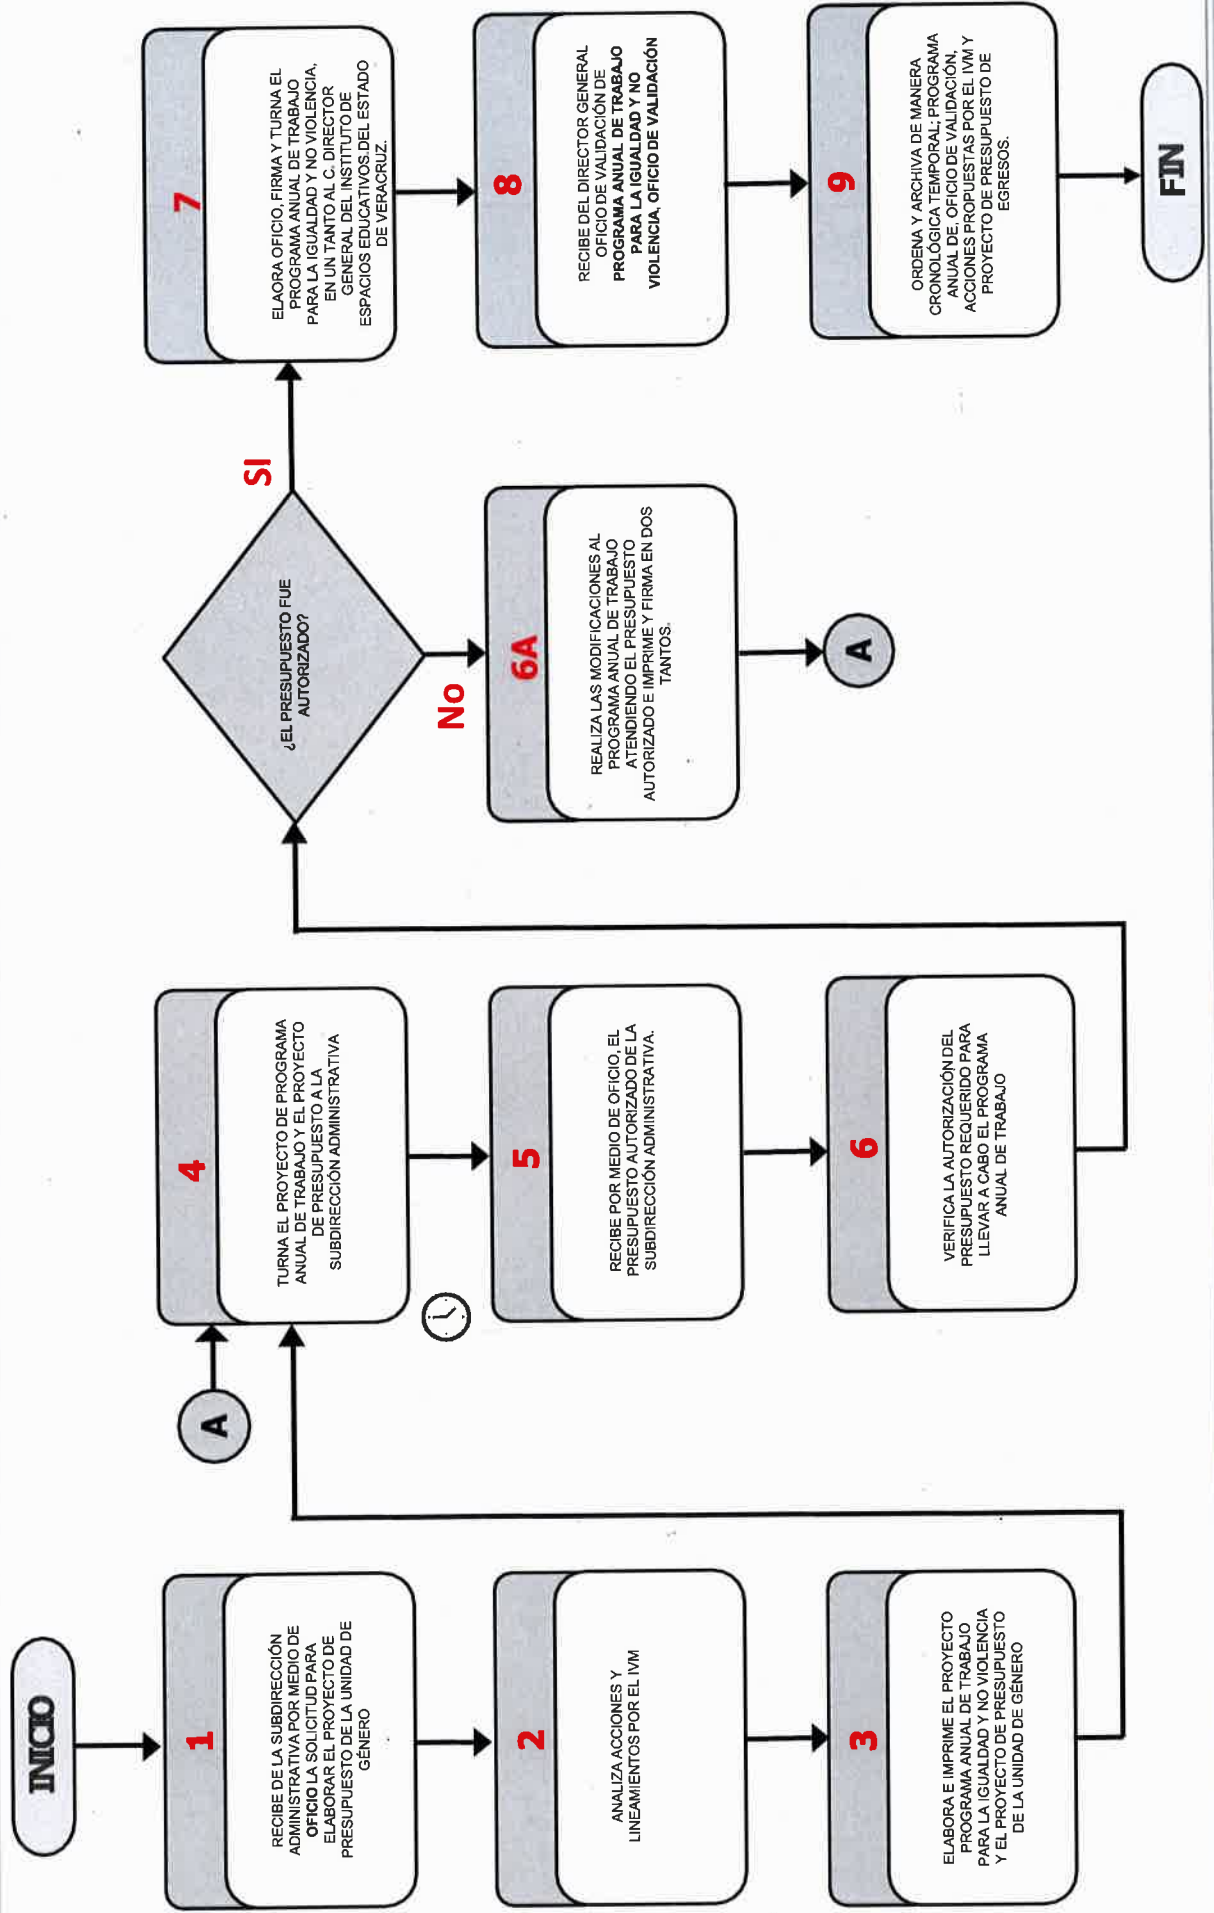 INICIO
1
RECIBE DE LA SUBDIRECCIÓN
ADMINISTRATIVA POR MEDIO DE
OFICIO LA SOLICITUD PARA
ELABORAR EL PROYECTO DE
PRESUPUESTO DE LA UNIDAD DE
GÉNERO
2
ANALIZA ACCIONES Y
LINEAMIENTOS POR EL IVM
3
ELABORA E IMPRIME EL PROYECTO
PROGRAMA ANUAL DE TRABAJO
PARA LA IGUALDAD Y NO VIOLENCIA
Y EL PROYECTO DE PRESUPUESTO
DE LA UNIDAD DE GÉNERO
A
4
TURNA EL PROYECTO DE PROGRAMA
ANUAL DE TRABAJO Y EL PROYECTO
DE PRESUPUESTO A LA
SUBDIRECCIÓN ADMINISTRATIVA
5
RECIBE POR MEDIO DE OFICIO, EL
PRESUPUESTO AUTORIZADO DE LA
SUBDIRECCIÓN ADMINISTRATIVA.
6
VERIFICA LA AUTORIZACIÓN DEL
PRESUPUESTO REQUERIDO PARA
LLEVAR A CABO EL PROGRAMA
ANUAL DE TRABAJO
¿EL PRESUPUESTO FUE
AUTORIZADO?
SI
No
6A
REALIZA LAS MODIFICACIONES AL
PROGRAMA ANUAL DE TRABAJO
ATENDIENDO EL PRESUPUESTO
AUTORIZADO E IMPRIME Y FIRMA EN DOS
TANTOS.
A
7
ELAORA OFICIO, FIRMA Y TURNA EL
PROGRAMA ANUAL DE TRABAJO
PARA LA IGUALDAD Y NO VIOLENCIA,
EN UN TANTO AL C. DIRECTOR
GENERAL DEL INSTITUTO DE
ESPACIOS EDUCATIVOS.DEL ESTADO
DE VERACRUZ.
8
RECIBE DEL DIRECTOR GENERAL
OFICIO DE VALIDACIÓN DE
PROGRAMA ANUAL DE TRABAJO
PARA LA IGUALDAD Y NO
VIOLENCIA, OFICIO DE VALIDACIÓN
9
ORDENA Y ARCHIVA DE MANERA
CRONOLÓGICA TEMPORAL; PROGRAMA
ANUAL DE, OFICIO DE VALIDACIÓN,
ACCIONES PROPUESTAS POR EL IVM Y
PROYECTO DE PRESUPUESTO DE
EGRESOS.
FIN